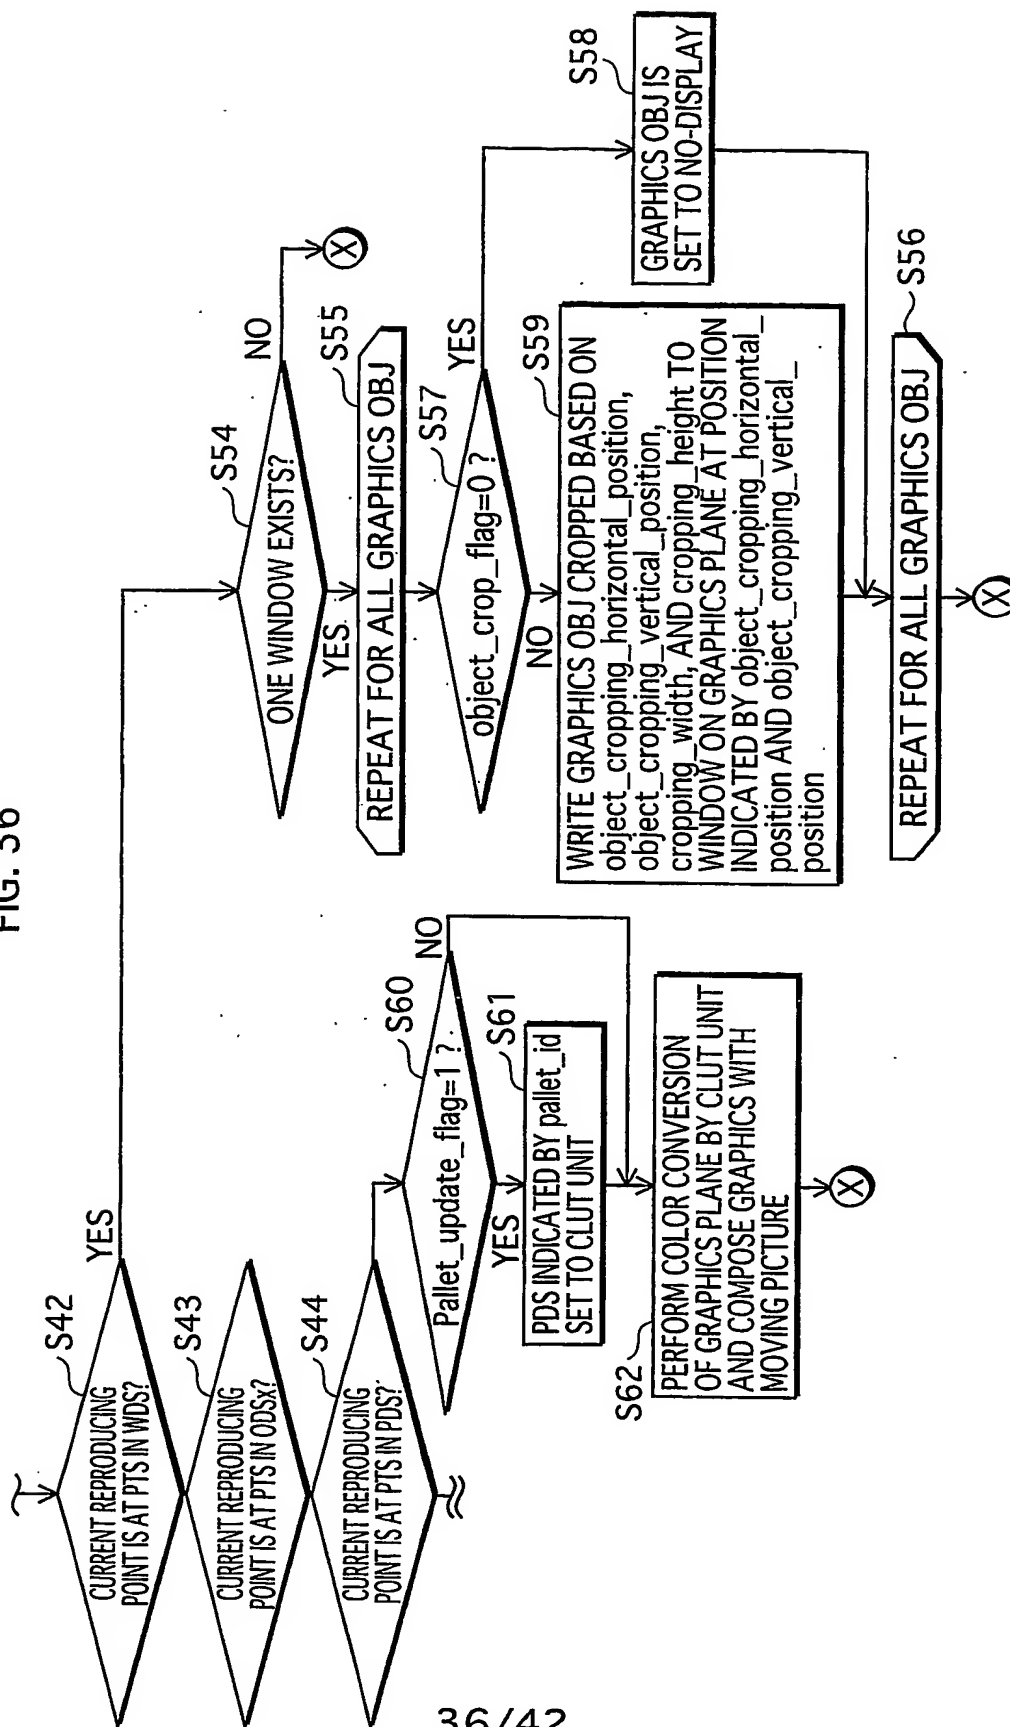 FIG. 36
CURRENT REPRODUCING
POINT IS AT PTS IN WDS?
S42
YES
CURRENT REPRODUCING
POINT IS AT PTS IN ODSx?
S43
CURRENT REPRODUCING
POINT IS AT PTS IN PDS?
S44
ONE WINDOW EXISTS?
S54
NO
X
YES
REPEAT FOR ALL GRAPHICS OBJ
S55
object_crop_flag=0 ?
S57
YES
NO
GRAPHICS OBJ IS
SET TO NO-DISPLAY
S58
WRITE GRAPHICS OBJ CROPPED BASED ON
object_cropping_horizontal_position,
object_cropping_vertical_position,
cropping_width, AND cropping_height TO
WINDOW ON GRAPHICS PLANE AT POSITION
INDICATED BY object_cropping_horizontal_
position AND object_cropping_vertical_
position
S59
REPEAT FOR ALL GRAPHICS OBJ
S56
X
Pallet_update_flag=1 ?
S60
NO
YES
PDS INDICATED BY pallet_id
SET TO CLUT UNIT
S61
PERFORM COLOR CONVERSION
OF GRAPHICS PLANE BY CLUT UNIT
AND COMPOSE GRAPHICS WITH
MOVING PICTURE
S62
X
36/42